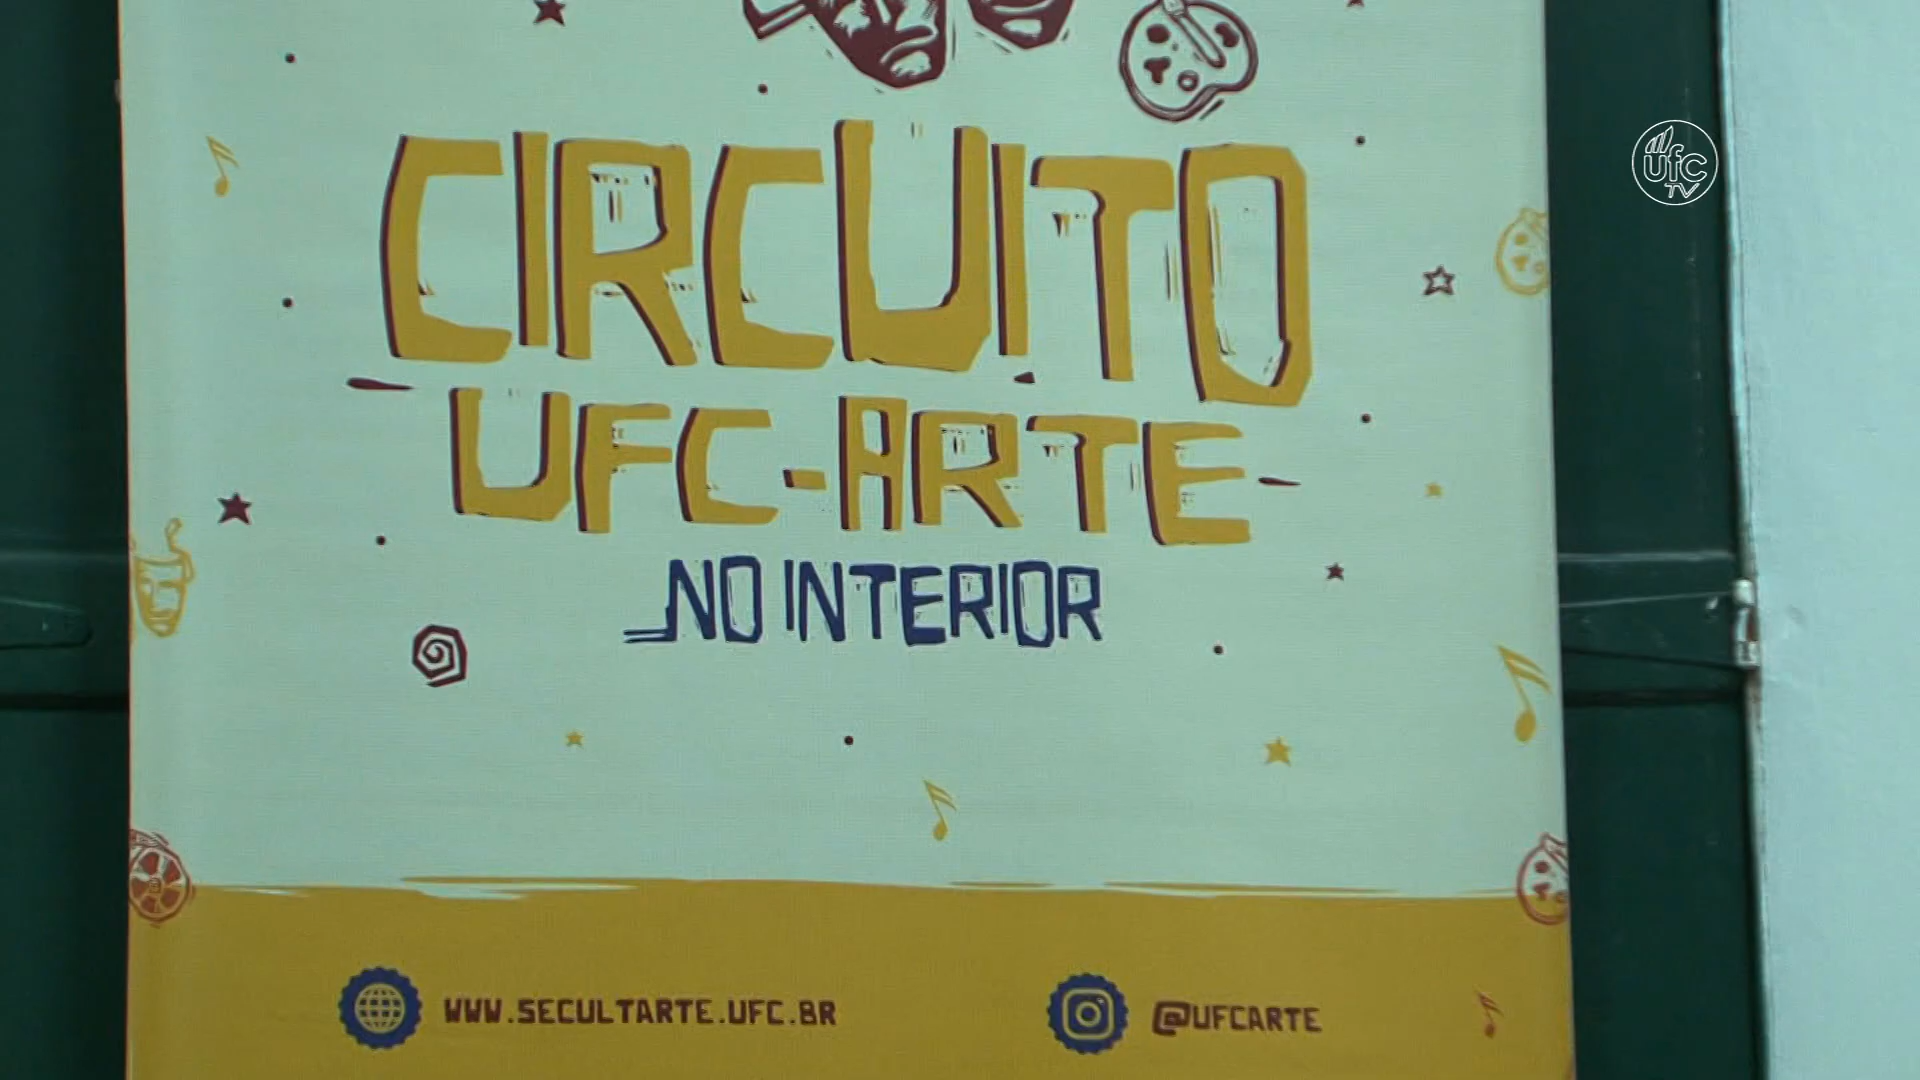 CIRCUITO
UFC-ARTE
NO INTERIOR
WWW.SECULTARTE.UFC.BR
@UFCARTE
UFC
TV